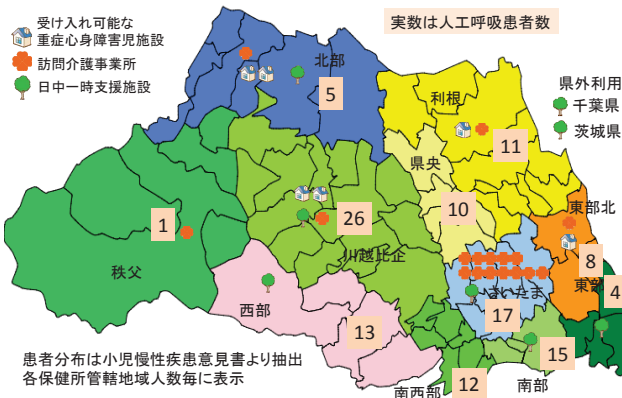 受け入れ可能な
重症心身障害児施設
訪問介護事業所
日中一時支援施設
実数は人工呼吸患者数
県外利用
千葉県
茨城県
北部
5
利根
11
県央
10
東部北
8
東部
4
秩父
1
26
川越比企
さいたま
17
西部
13
15
南部
12
南西部
患者分布は小児慢性疾患意見書より抽出
各保健所管轄地域人数毎に表示